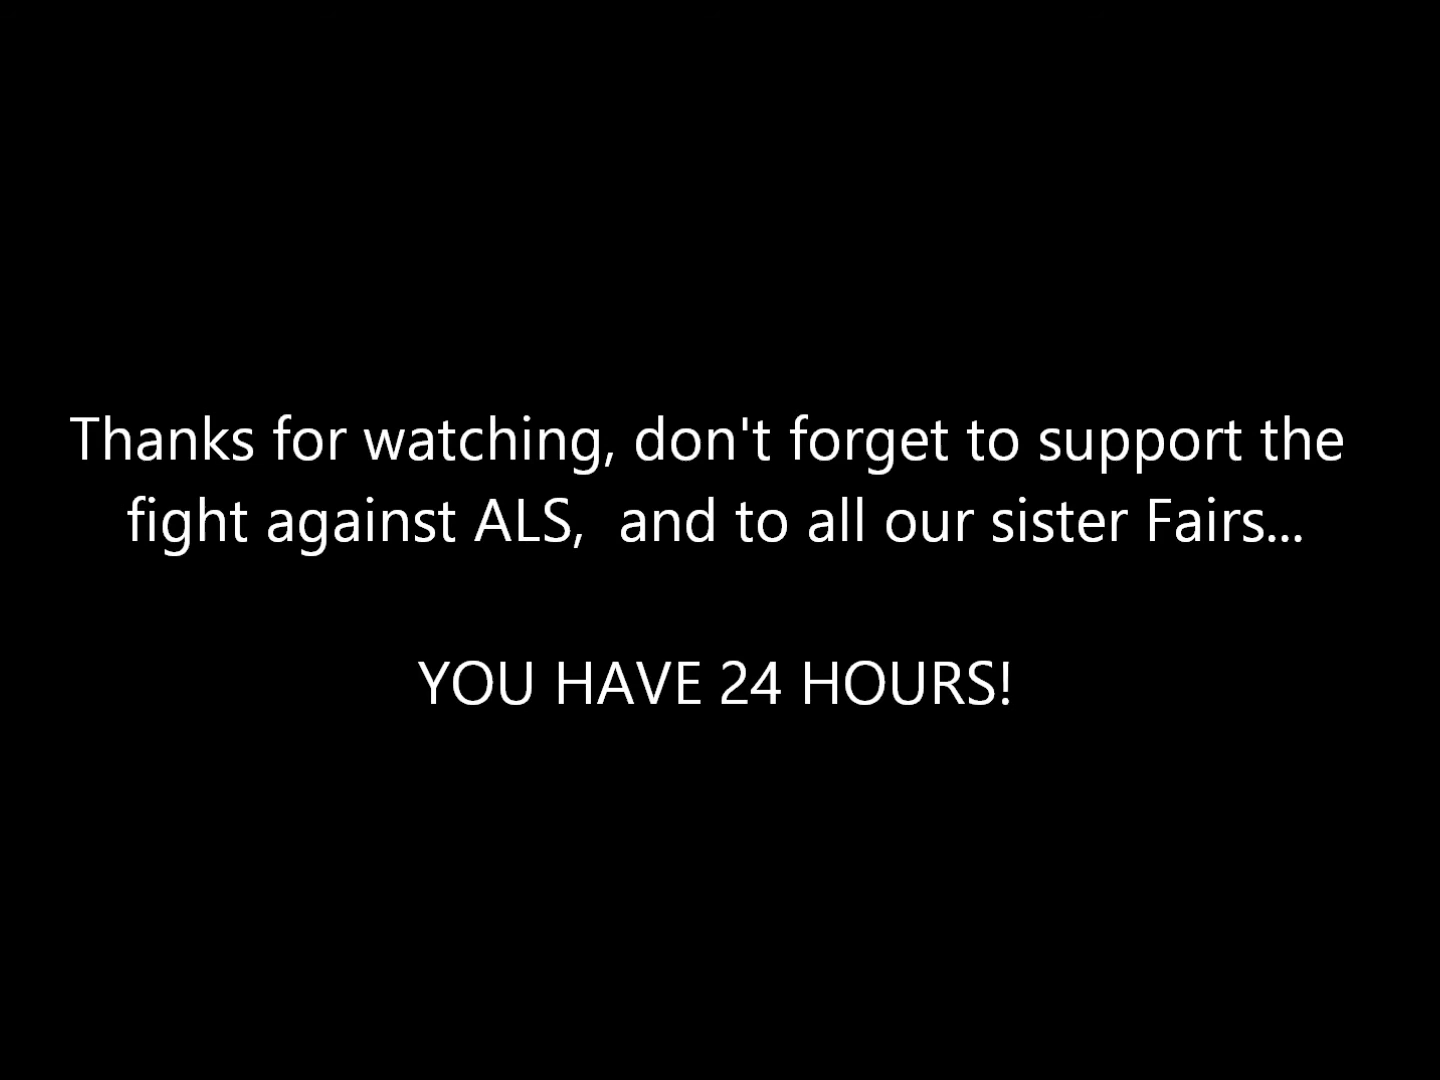 Thanks for watching, don't forget to support the
fight against ALS,  and to all our sister Fairs...
YOU HAVE 24 HOURS!